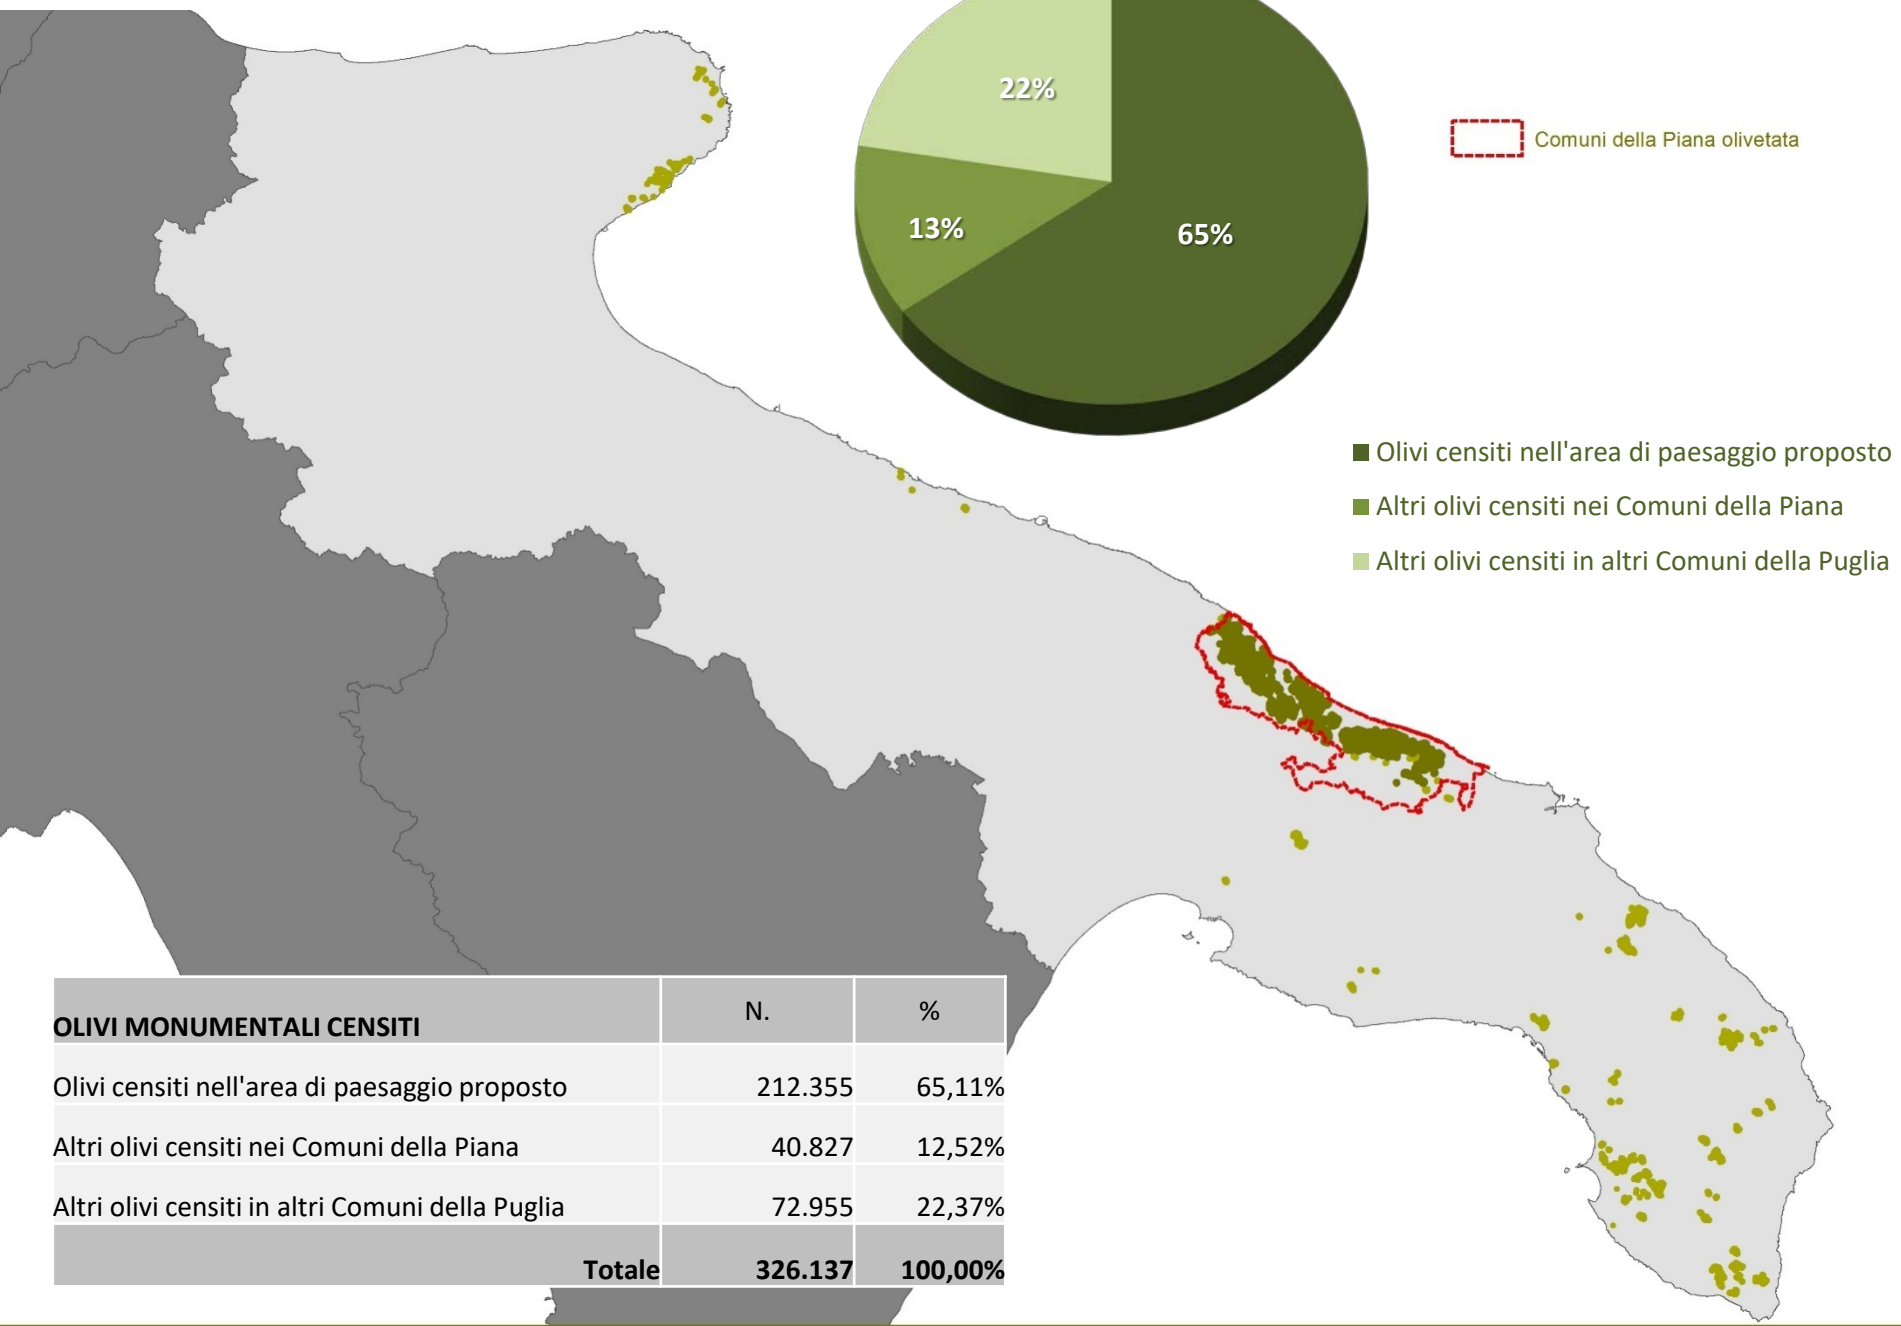 22%
13%
65%
Comuni della Piana olivetata
Olivi censiti nell'area di paesaggio proposto
Altri olivi censiti nei Comuni della Piana
Altri olivi censiti in altri Comuni della Puglia
OLIVI MONUMENTALI CENSITI N. %
Olivi censiti nell'area di paesaggio proposto 212.355 65,11%
Altri olivi censiti nei Comuni della Piana 40.827 12,52%
Altri olivi censiti in altri Comuni della Puglia 72.955 22,37%
Totale 326.137 100,00%